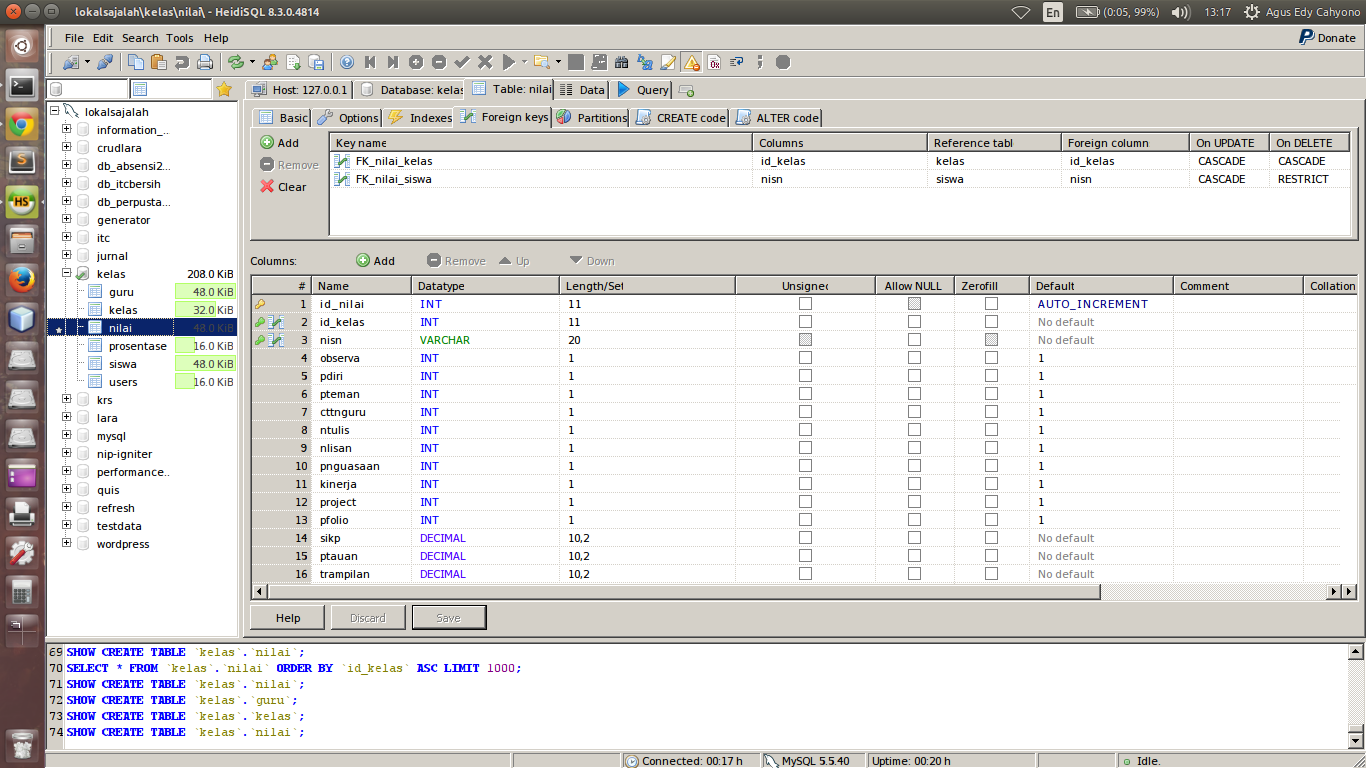 lokalsajalah\kelas\nilai\ - HeidiSQL 8.3.0.4814
En
(0:05, 99%)
13:17
Agus Edy Cahyono
File Edit Search Tools Help
Donate
Host: 127.0.0.1
Database: kelas
Table: nilai
Data
Query
lokalsajalah
information_...
crudlara
db_absensi2...
db_itcbersih
db_perpusta...
generator
itc
jurnal
kelas 208.0 KiB
guru 48.0 KiB
kelas 32.0 KiB
nilai 48.0 KiB
prosentase 16.0 KiB
siswa 48.0 KiB
users 16.0 KiB
krs
lara
mysql
nip-igniter
performance..
quis
refresh
testdata
wordpress
Basic Options Indexes Foreign keys Partitions CREATE code ALTER code
Add
Remove
Clear
Key name Columns Reference tabl Foreign column On UPDATE On DELETE
FK_nilai_kelas id_kelas kelas id_kelas CASCADE CASCADE
FK_nilai_siswa nisn siswa nisn CASCADE RESTRICT
Columns: Add Remove Up Down
# Name Datatype Length/Set Unsigned Allow NULL Zerofill Default Comment Collation
1 id_nilai INT 11 AUTO_INCREMENT
2 id_kelas INT 11 No default
3 nisn VARCHAR 20 No default
4 observa INT 1 1
5 pdiri INT 1 1
6 pteman INT 1 1
7 cttnguru INT 1 1
8 ntulis INT 1 1
9 nlisan INT 1 1
10 pnguasaan INT 1 1
11 kinerja INT 1 1
12 project INT 1 1
13 pfolio INT 1 1
14 sikp DECIMAL 10,2 No default
15 ptauan DECIMAL 10,2 No default
16 trampilan DECIMAL 10,2 No default
Help Discard Save
69 SHOW CREATE TABLE `kelas`.`nilai`;
70 SELECT * FROM `kelas`.`nilai` ORDER BY `id_kelas` ASC LIMIT 1000;
71 SHOW CREATE TABLE `kelas`.`nilai`;
72 SHOW CREATE TABLE `kelas`.`guru`;
73 SHOW CREATE TABLE `kelas`.`kelas`;
74 SHOW CREATE TABLE `kelas`.`nilai`;
Connected: 00:17 h
MySQL 5.5.40
Uptime: 00:20 h
Idle.